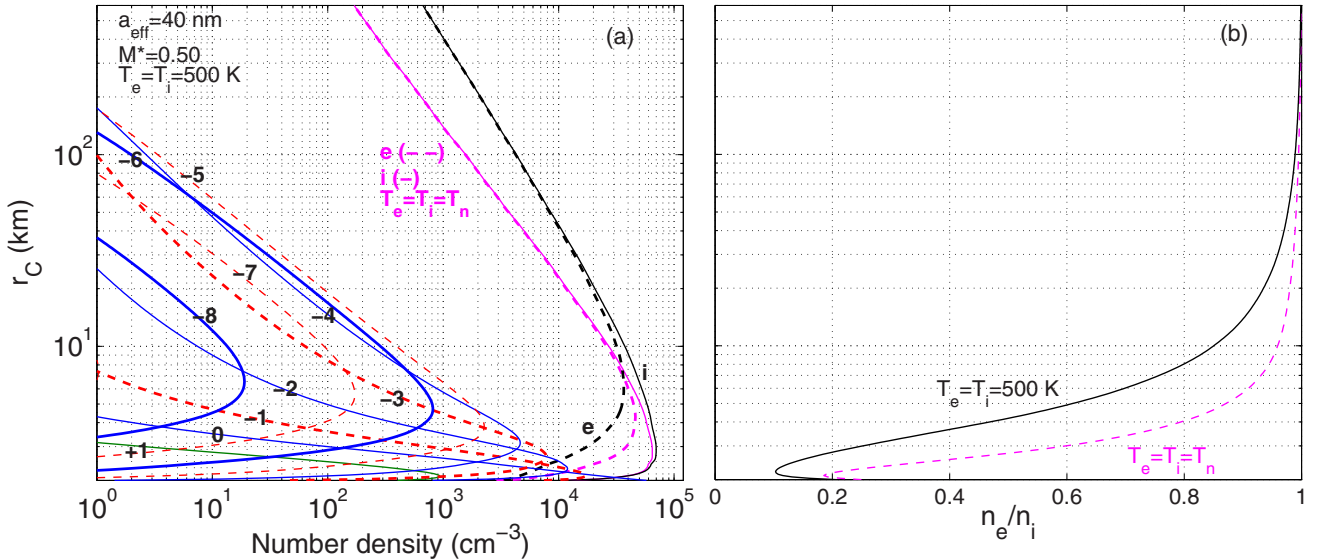 a_eff=40 nm
M*=0.50
T_e=T_i=500 K
(a)
e (– –)
i (–)
T_e=T_i=T_n
–6
–5
–7
–8
–4
–2
–3
–1
0
+1
e
i
r_C (km)
10^2
10^1
10^0 10^1 10^2 10^3 10^4 10^5
Number density (cm^−3)
(b)
T_e=T_i=500 K
T_e=T_i=T_n
0 0.2 0.4 0.6 0.8 1
n_e/n_i